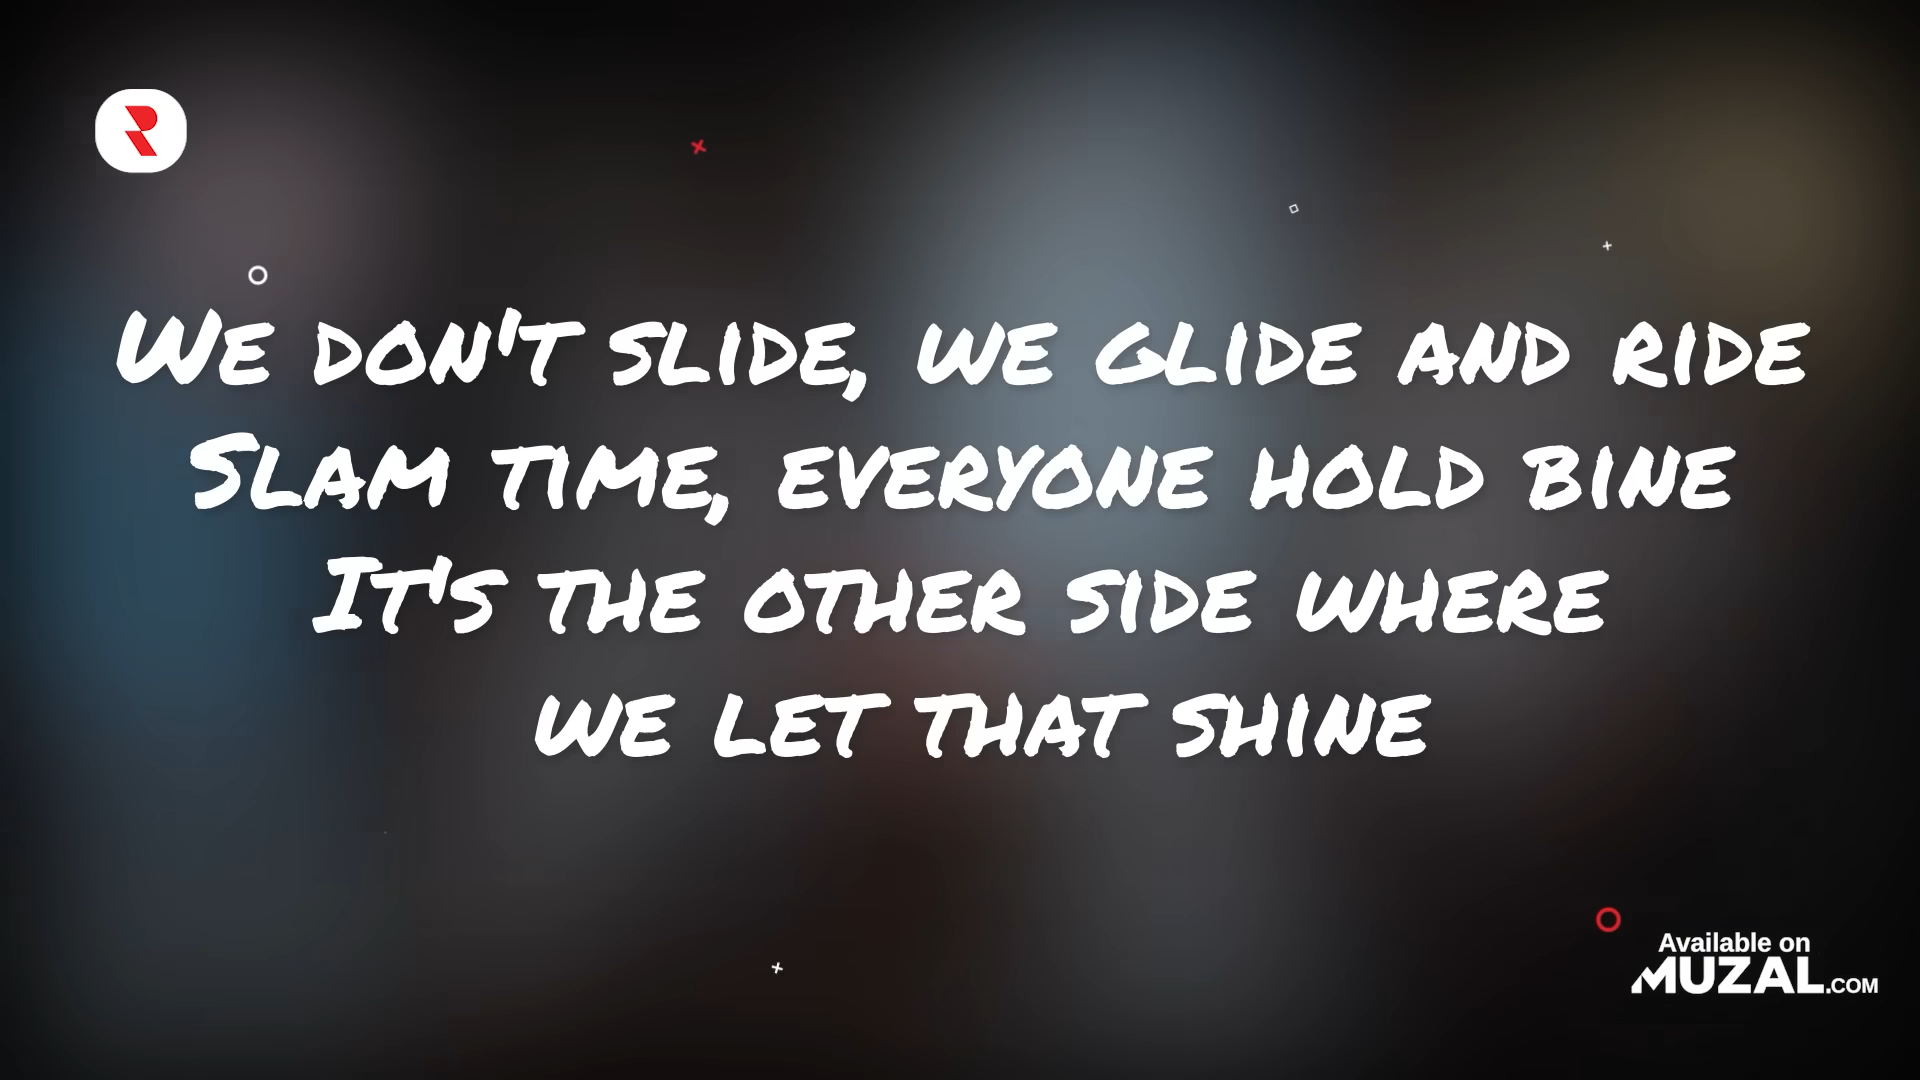 We don't slide, we glide and ride
Slam time, everyone hold bine
It's the other side where
we let that shine
Available on
MUZAL.COM